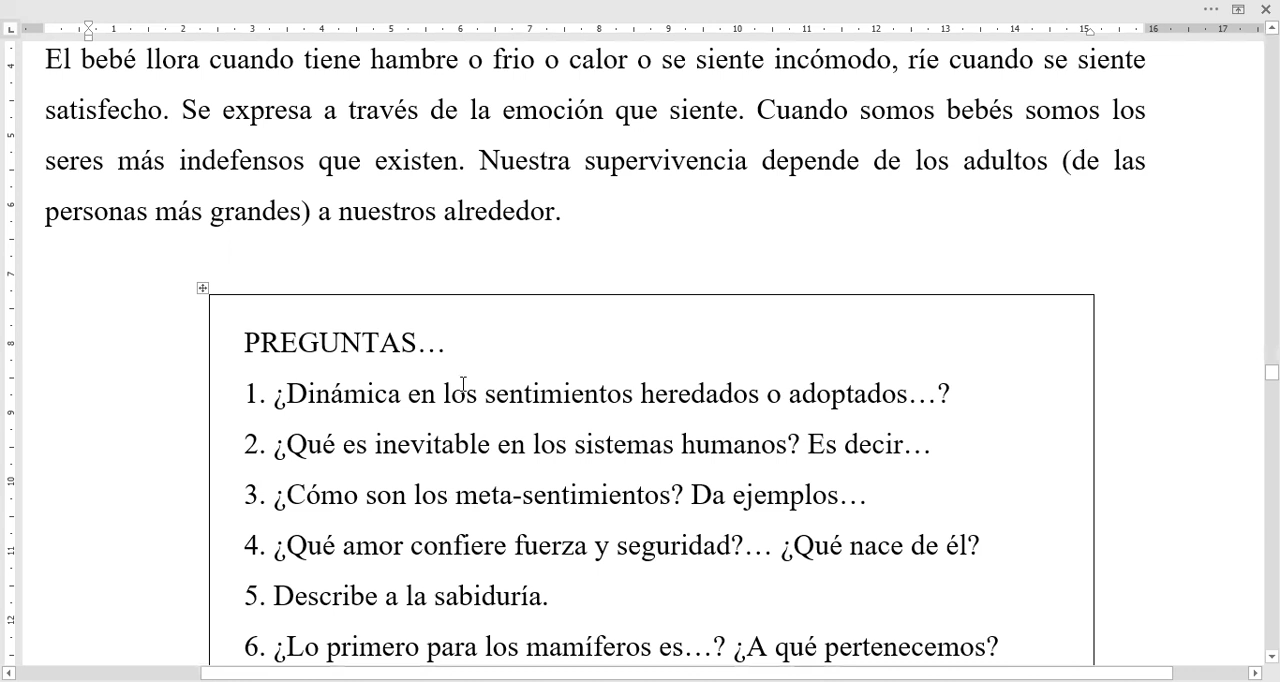 El bebé llora cuando tiene hambre o frio o calor o se siente incómodo, ríe cuando se siente
satisfecho. Se expresa a través de la emoción que siente. Cuando somos bebés somos los
seres más indefensos que existen. Nuestra supervivencia depende de los adultos (de las
personas más grandes) a nuestros alrededor.
PREGUNTAS…
1. ¿Dinámica en los sentimientos heredados o adoptados…?
2. ¿Qué es inevitable en los sistemas humanos? Es decir…
3. ¿Cómo son los meta-sentimientos? Da ejemplos…
4. ¿Qué amor confiere fuerza y seguridad?… ¿Qué nace de él?
5. Describe a la sabiduría.
6. ¿Lo primero para los mamíferos es…? ¿A qué pertenecemos?